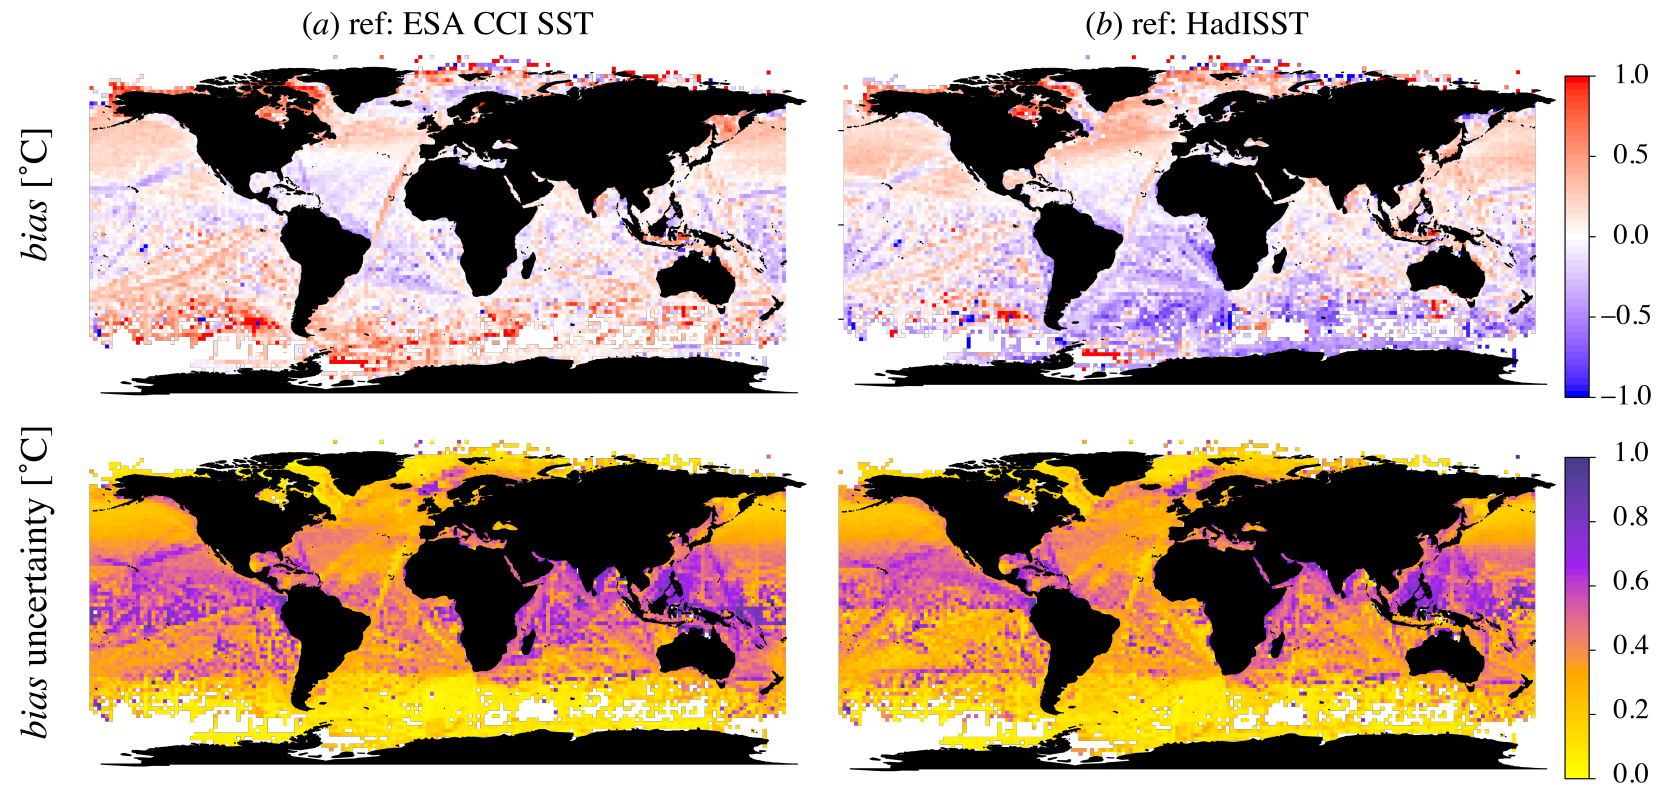 (a) ref: ESA CCI SST
(b) ref: HadISST
bias [°C]
1.0
0.5
0.0
−0.5
−1.0
bias uncertainty [°C]
1.0
0.8
0.6
0.4
0.2
0.0